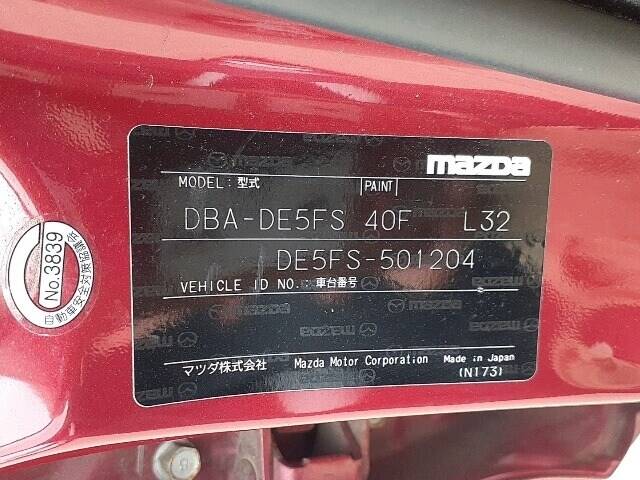 mazda
MODEL:型式 PAINT
DBA-DE5FS 40F L32
DE5FS-501204
VEHICLE ID NO.:車台番号
マツダ株式会社 Mazda Motor Corporation Made in Japan
(N173)
No.3839